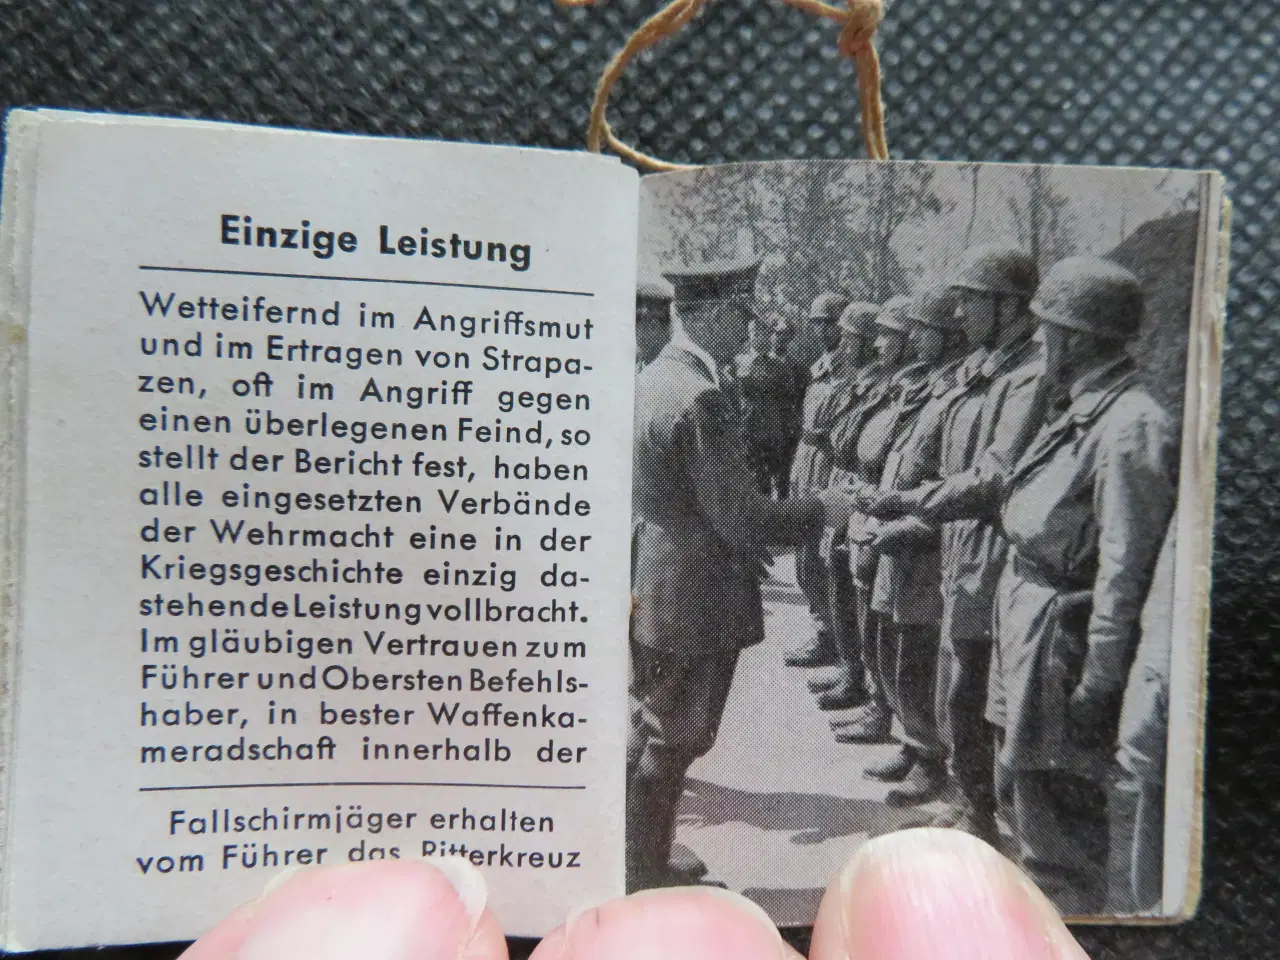 Einzige Leistung
Wetteifernd im Angriffsmut
und im Ertragen von Strapa-
zen, oft im Angriff gegen
einen überlegenen Feind, so
stellt der Bericht fest, haben
alle eingesetzten Verbände
der Wehrmacht eine in der
Kriegsgeschichte einzig da-
stehende Leistung vollbracht.
Im gläubigen Vertrauen zum
Führer und Obersten Befehls-
haber, in bester Waffenka-
meradschaft innerhalb der
Fallschirmjäger erhalten
vom Führer das Ritterkreuz